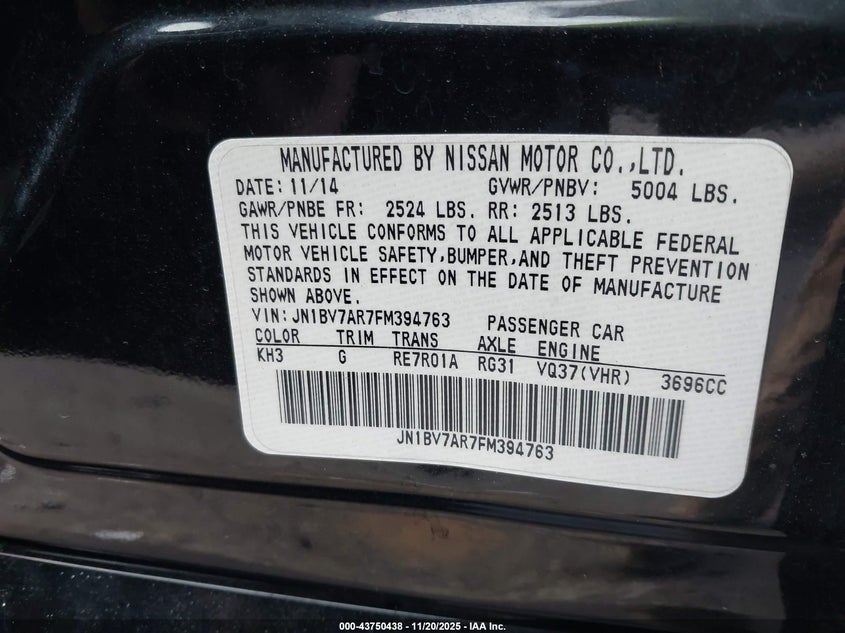 MANUFACTURED BY NISSAN MOTOR CO.,LTD.
DATE: 11/14 GVWR/PNBV: 5004 LBS.
GAWR/PNBE FR: 2524 LBS. RR: 2513 LBS.
THIS VEHICLE CONFORMS TO ALL APPLICABLE FEDERAL
MOTOR VEHICLE SAFETY,BUMPER,AND THEFT PREVENTION
STANDARDS IN EFFECT ON THE DATE OF MANUFACTURE
SHOWN ABOVE.
VIN: JN1BV7AR7FM394763 PASSENGER CAR
COLOR TRIM TRANS AXLE ENGINE
KH3 G RE7R01A RG31 VQ37(VHR) 3696CC
JN1BV7AR7FM394763
000-43750438 - 11/20/2025 - IAA Inc.